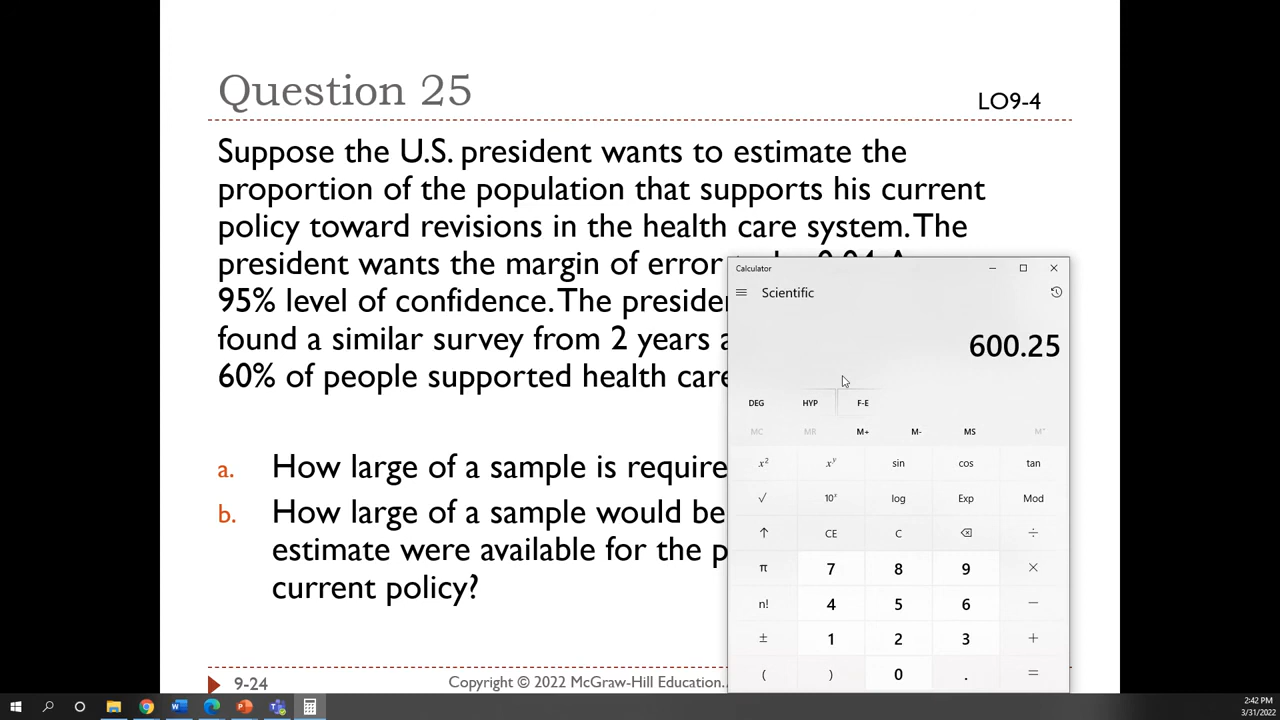 Question 25
LO9-4
Suppose the U.S. president wants to estimate the
proportion of the population that supports his current
policy toward revisions in the health care system. The
president wants the margin of error
95% level of confidence. The
found a similar survey from 2 years
60% of people supported health care
a. How large of a sample is
b. How large of a sample would be
estimate were available for the
current policy?
9-24
Copyright © 2022 McGraw-Hill Education.
Calculator
Scientific
600.25
DEG HYP F-E
MC MR M+ M- MS M˅
x² xʸ sin cos tan
√ 10ˣ log Exp Mod
↑ CE C ⌫ ÷
π 7 8 9 ×
n! 4 5 6 −
± 1 2 3 +
( ) 0 . =
2:42 PM
3/31/2022